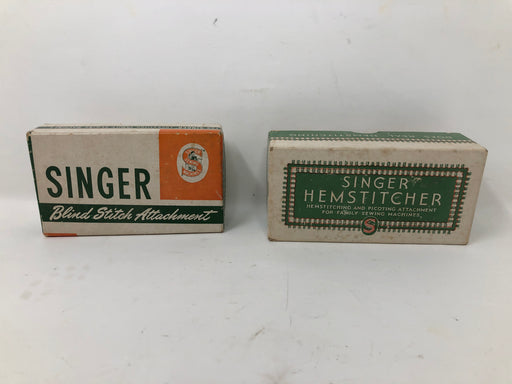 SINGER
Blind Stitch Attachment
S
SINGER
HEMSTITCHER
HEMSTITCHING AND PICOTING ATTACHMENT
FOR FAMILY SEWING MACHINES.
S